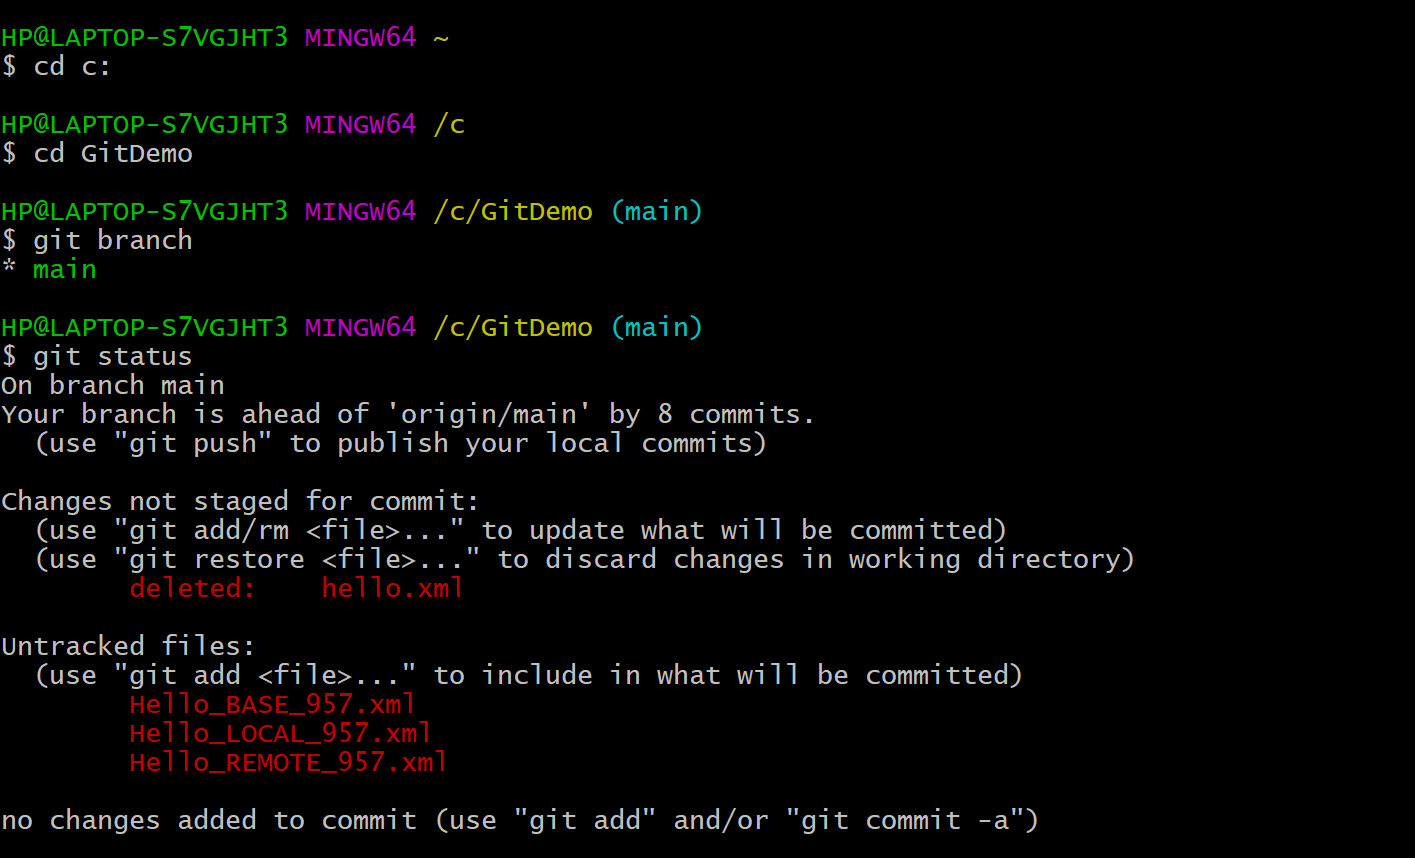 HP@LAPTOP-S7VGJHT3 MINGW64 ~
$ cd c:
HP@LAPTOP-S7VGJHT3 MINGW64 /c
$ cd GitDemo
HP@LAPTOP-S7VGJHT3 MINGW64 /c/GitDemo (main)
$ git branch
* main
HP@LAPTOP-S7VGJHT3 MINGW64 /c/GitDemo (main)
$ git status
On branch main
Your branch is ahead of 'origin/main' by 8 commits.
  (use "git push" to publish your local commits)
Changes not staged for commit:
  (use "git add/rm <file>..." to update what will be committed)
  (use "git restore <file>..." to discard changes in working directory)
        deleted:    hello.xml
Untracked files:
  (use "git add <file>..." to include in what will be committed)
        Hello_BASE_957.xml
        Hello_LOCAL_957.xml
        Hello_REMOTE_957.xml
no changes added to commit (use "git add" and/or "git commit -a")